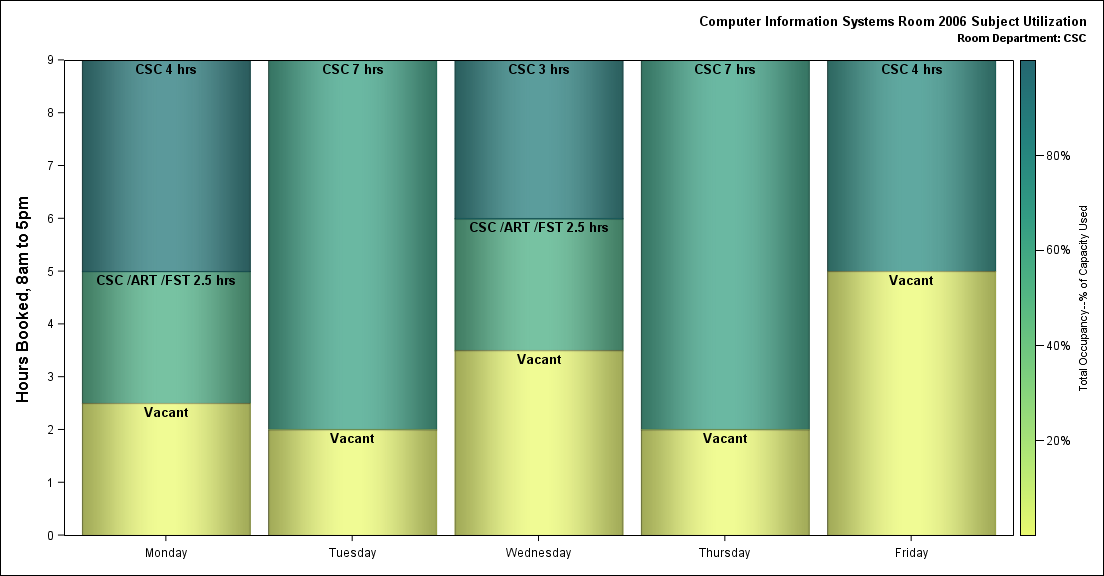 Computer Information Systems Room 2006 Subject Utilization
Room Department: CSC
Hours Booked, 8am to 5pm
9
8
7
6
5
4
3
2
1
0
CSC 4 hrs
CSC /ART /FST 2.5 hrs
Vacant
CSC 7 hrs
Vacant
CSC 3 hrs
CSC /ART /FST 2.5 hrs
Vacant
CSC 7 hrs
Vacant
CSC 4 hrs
Vacant
Monday
Tuesday
Wednesday
Thursday
Friday
80%
60%
40%
20%
Total Occupancy--% of Capacity Used